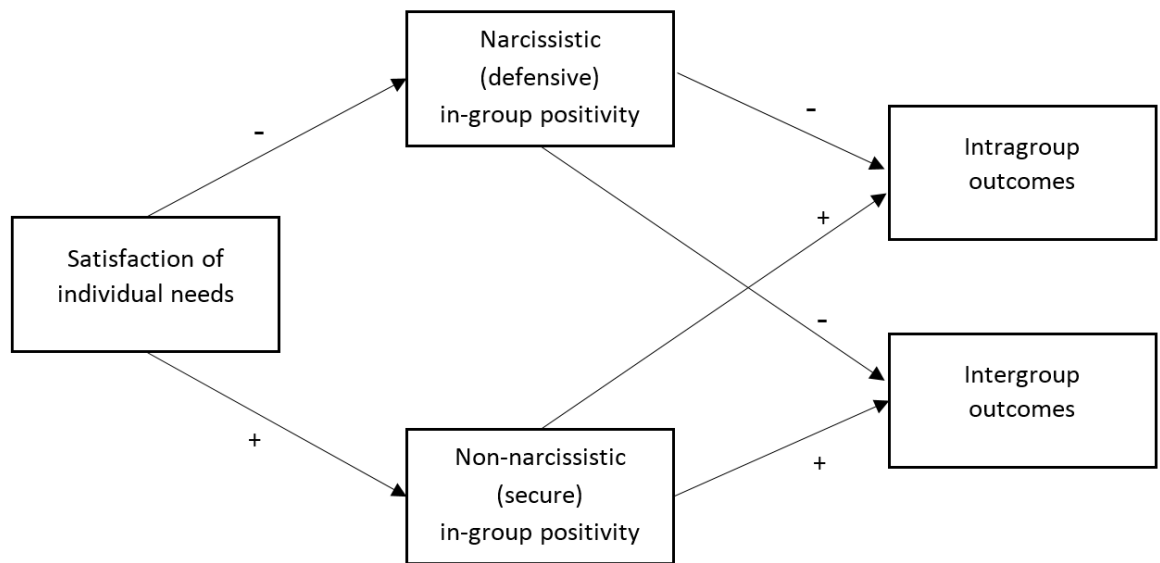 Narcissistic
(defensive)
in-group positivity
-
-
Intragroup
outcomes
+
Satisfaction of
individual needs
-
Intergroup
outcomes
+
Non-narcissistic
(secure)
in-group positivity
+